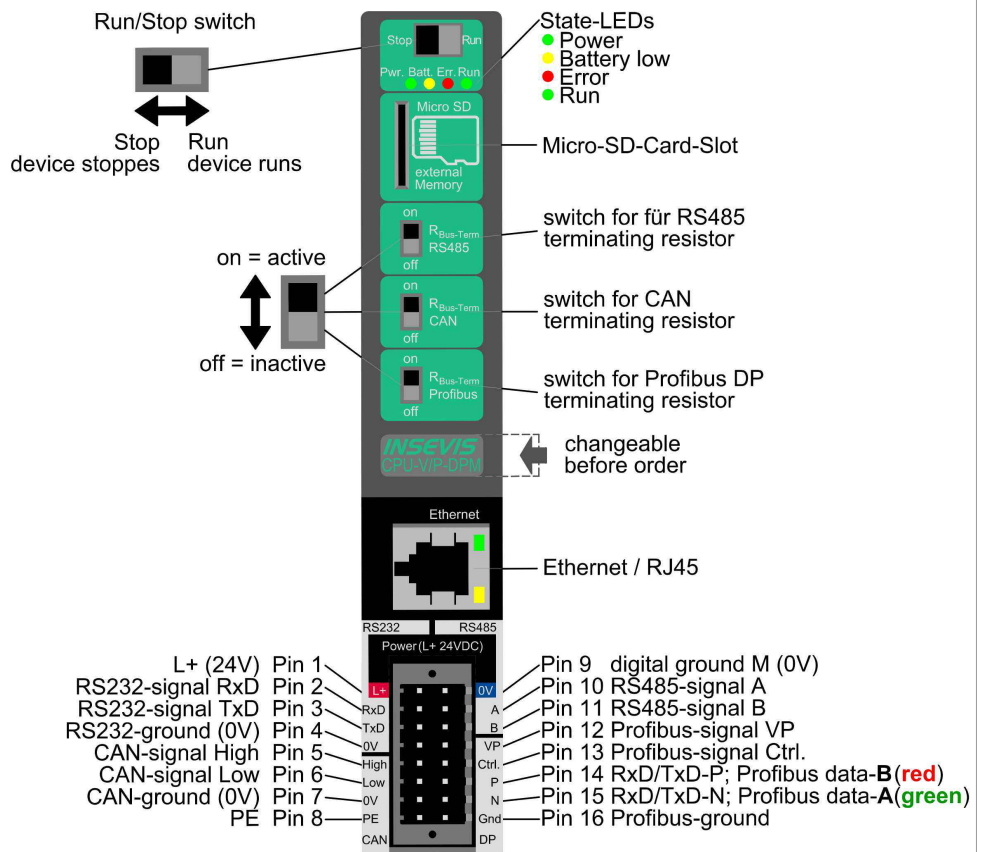 Run/Stop switch
Stop
device stoppes
Run
device runs
Stop
Run
Pwr. Batt. Err. Run
State-LEDs
Power
Battery low
Error
Run
Micro SD
external
Memory
Micro-SD-Card-Slot
on
RBus-Term
RS485
off
switch for für RS485
terminating resistor
on = active
off = inactive
on
RBus-Term
CAN
off
switch for CAN
terminating resistor
on
RBus-Term
Profibus
off
switch for Profibus DP
terminating resistor
INSEVIS
CPU-V/P-DPM
changeable
before order
Ethernet
Ethernet / RJ45
RS232
RS485
Power(L+ 24VDC)
L+ (24V) Pin 1
RS232-signal RxD Pin 2
RS232-signal TxD Pin 3
RS232-ground (0V) Pin 4
CAN-signal High Pin 5
CAN-signal Low Pin 6
CAN-ground (0V) Pin 7
PE Pin 8
L+
RxD
TxD
0V
High
Low
0V
PE
CAN
0V
A
B
VP
Ctrl.
P
N
Gnd
DP
Pin 9 digital ground M (0V)
Pin 10 RS485-signal A
Pin 11 RS485-signal B
Pin 12 Profibus-signal VP
Pin 13 Profibus-signal Ctrl.
Pin 14 RxD/TxD-P; Profibus data-B(red)
Pin 15 RxD/TxD-N; Profibus data-A(green)
Pin 16 Profibus-ground